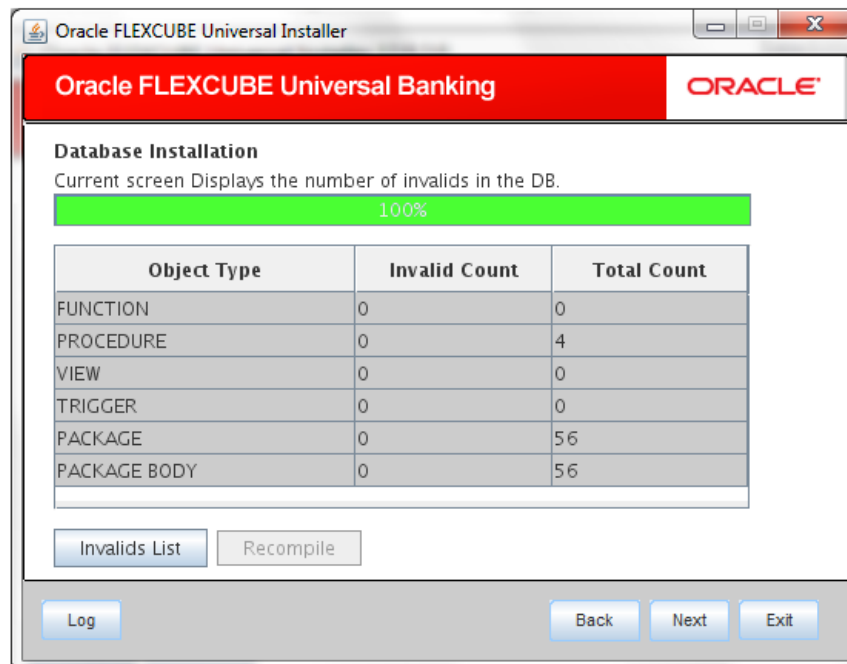 Oracle FLEXCUBE Universal Installer
Oracle FLEXCUBE Universal Banking ORACLE®
Database Installation
Current screen Displays the number of invalids in the DB.
100%
Object Type Invalid Count Total Count
FUNCTION 0 0
PROCEDURE 0 4
VIEW 0 0
TRIGGER 0 0
PACKAGE 0 56
PACKAGE BODY 0 56
Invalids List Recompile
Log Back Next Exit